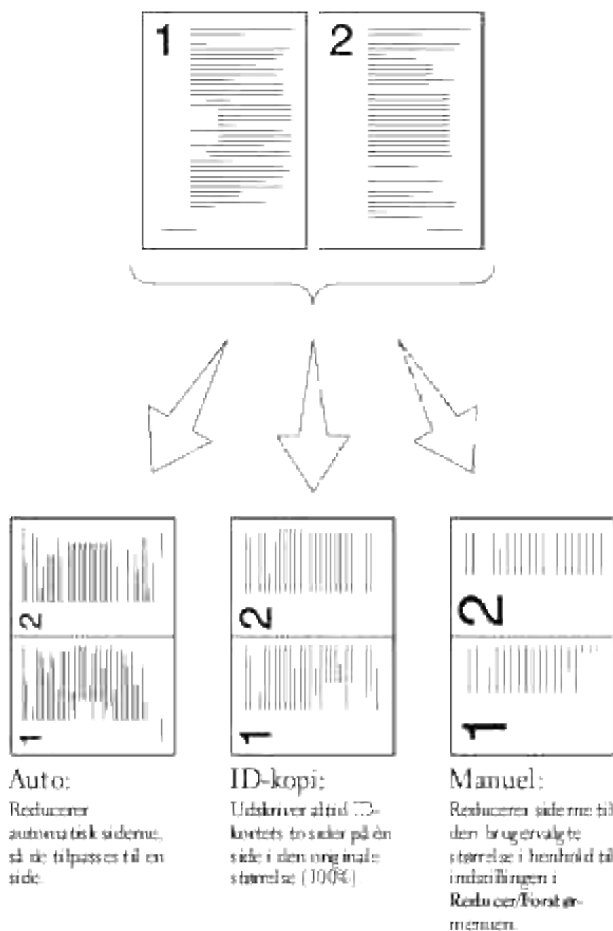 1 2
2 2 2
1 1 1
Auto: ID-kopi: Manuel:
Reducerer
automatisk siderne,
så de tilpasses til en
side.
Udskriver altid ID-
kortets to sider på én
side i den originale
størrelse (100%)
Reducerer siderne til
den brugervalgte
størrelse i henhold til
indstillingen i
Reducer/Forstør-
menuen.